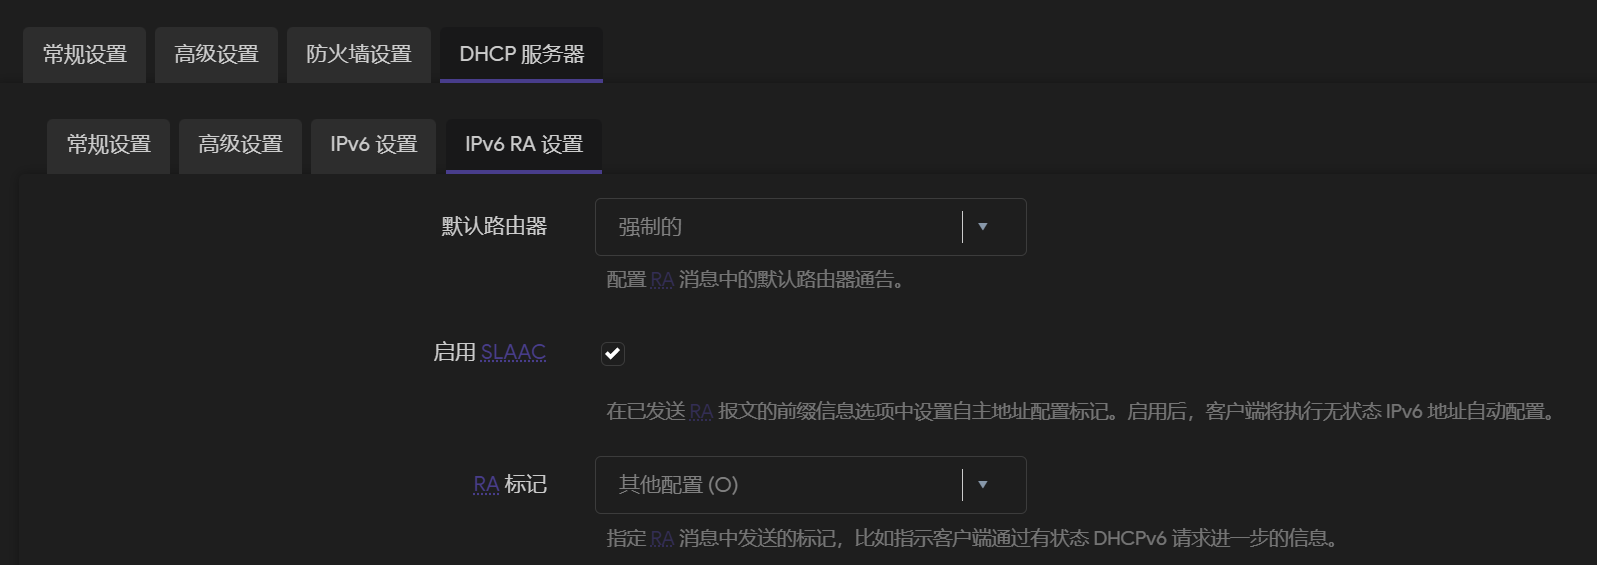 常规设置 高级设置 防火墙设置 DHCP 服务器
常规设置 高级设置 IPv6 设置 IPv6 RA 设置
默认路由器 强制的
配置 RA 消息中的默认路由器通告。
启用 SLAAC
在已发送 RA 报文的前缀信息选项中设置自主地址配置标记。启用后，客户端将执行无状态 IPv6 地址自动配置。
RA 标记 其他配置 (O)
指定 RA 消息中发送的标记，比如指示客户端通过有状态 DHCPv6 请求进一步的信息。